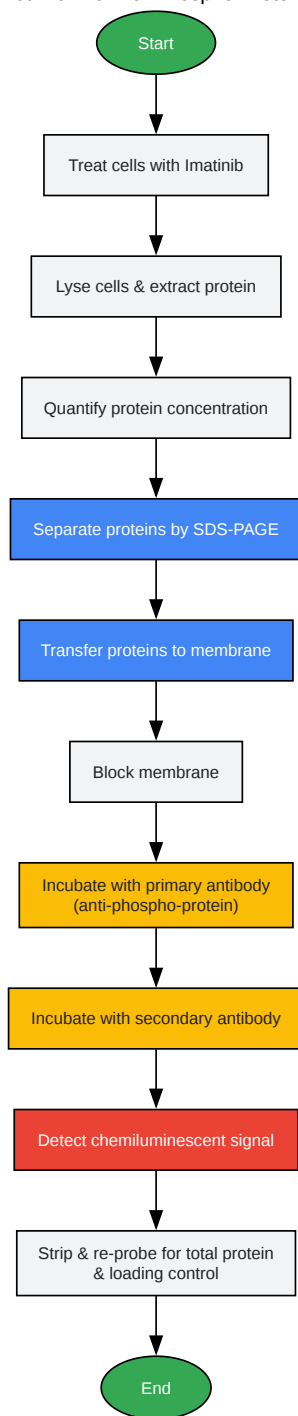 Start
Treat cells with Imatinib
Lyse cells & extract protein
Quantify protein concentration
Separate proteins by SDS-PAGE
Transfer proteins to membrane
Block membrane
Incubate with primary antibody
(anti-phospho-protein)
Incubate with secondary antibody
Detect chemiluminescent signal
Strip & re-probe for total protein
& loading control
End